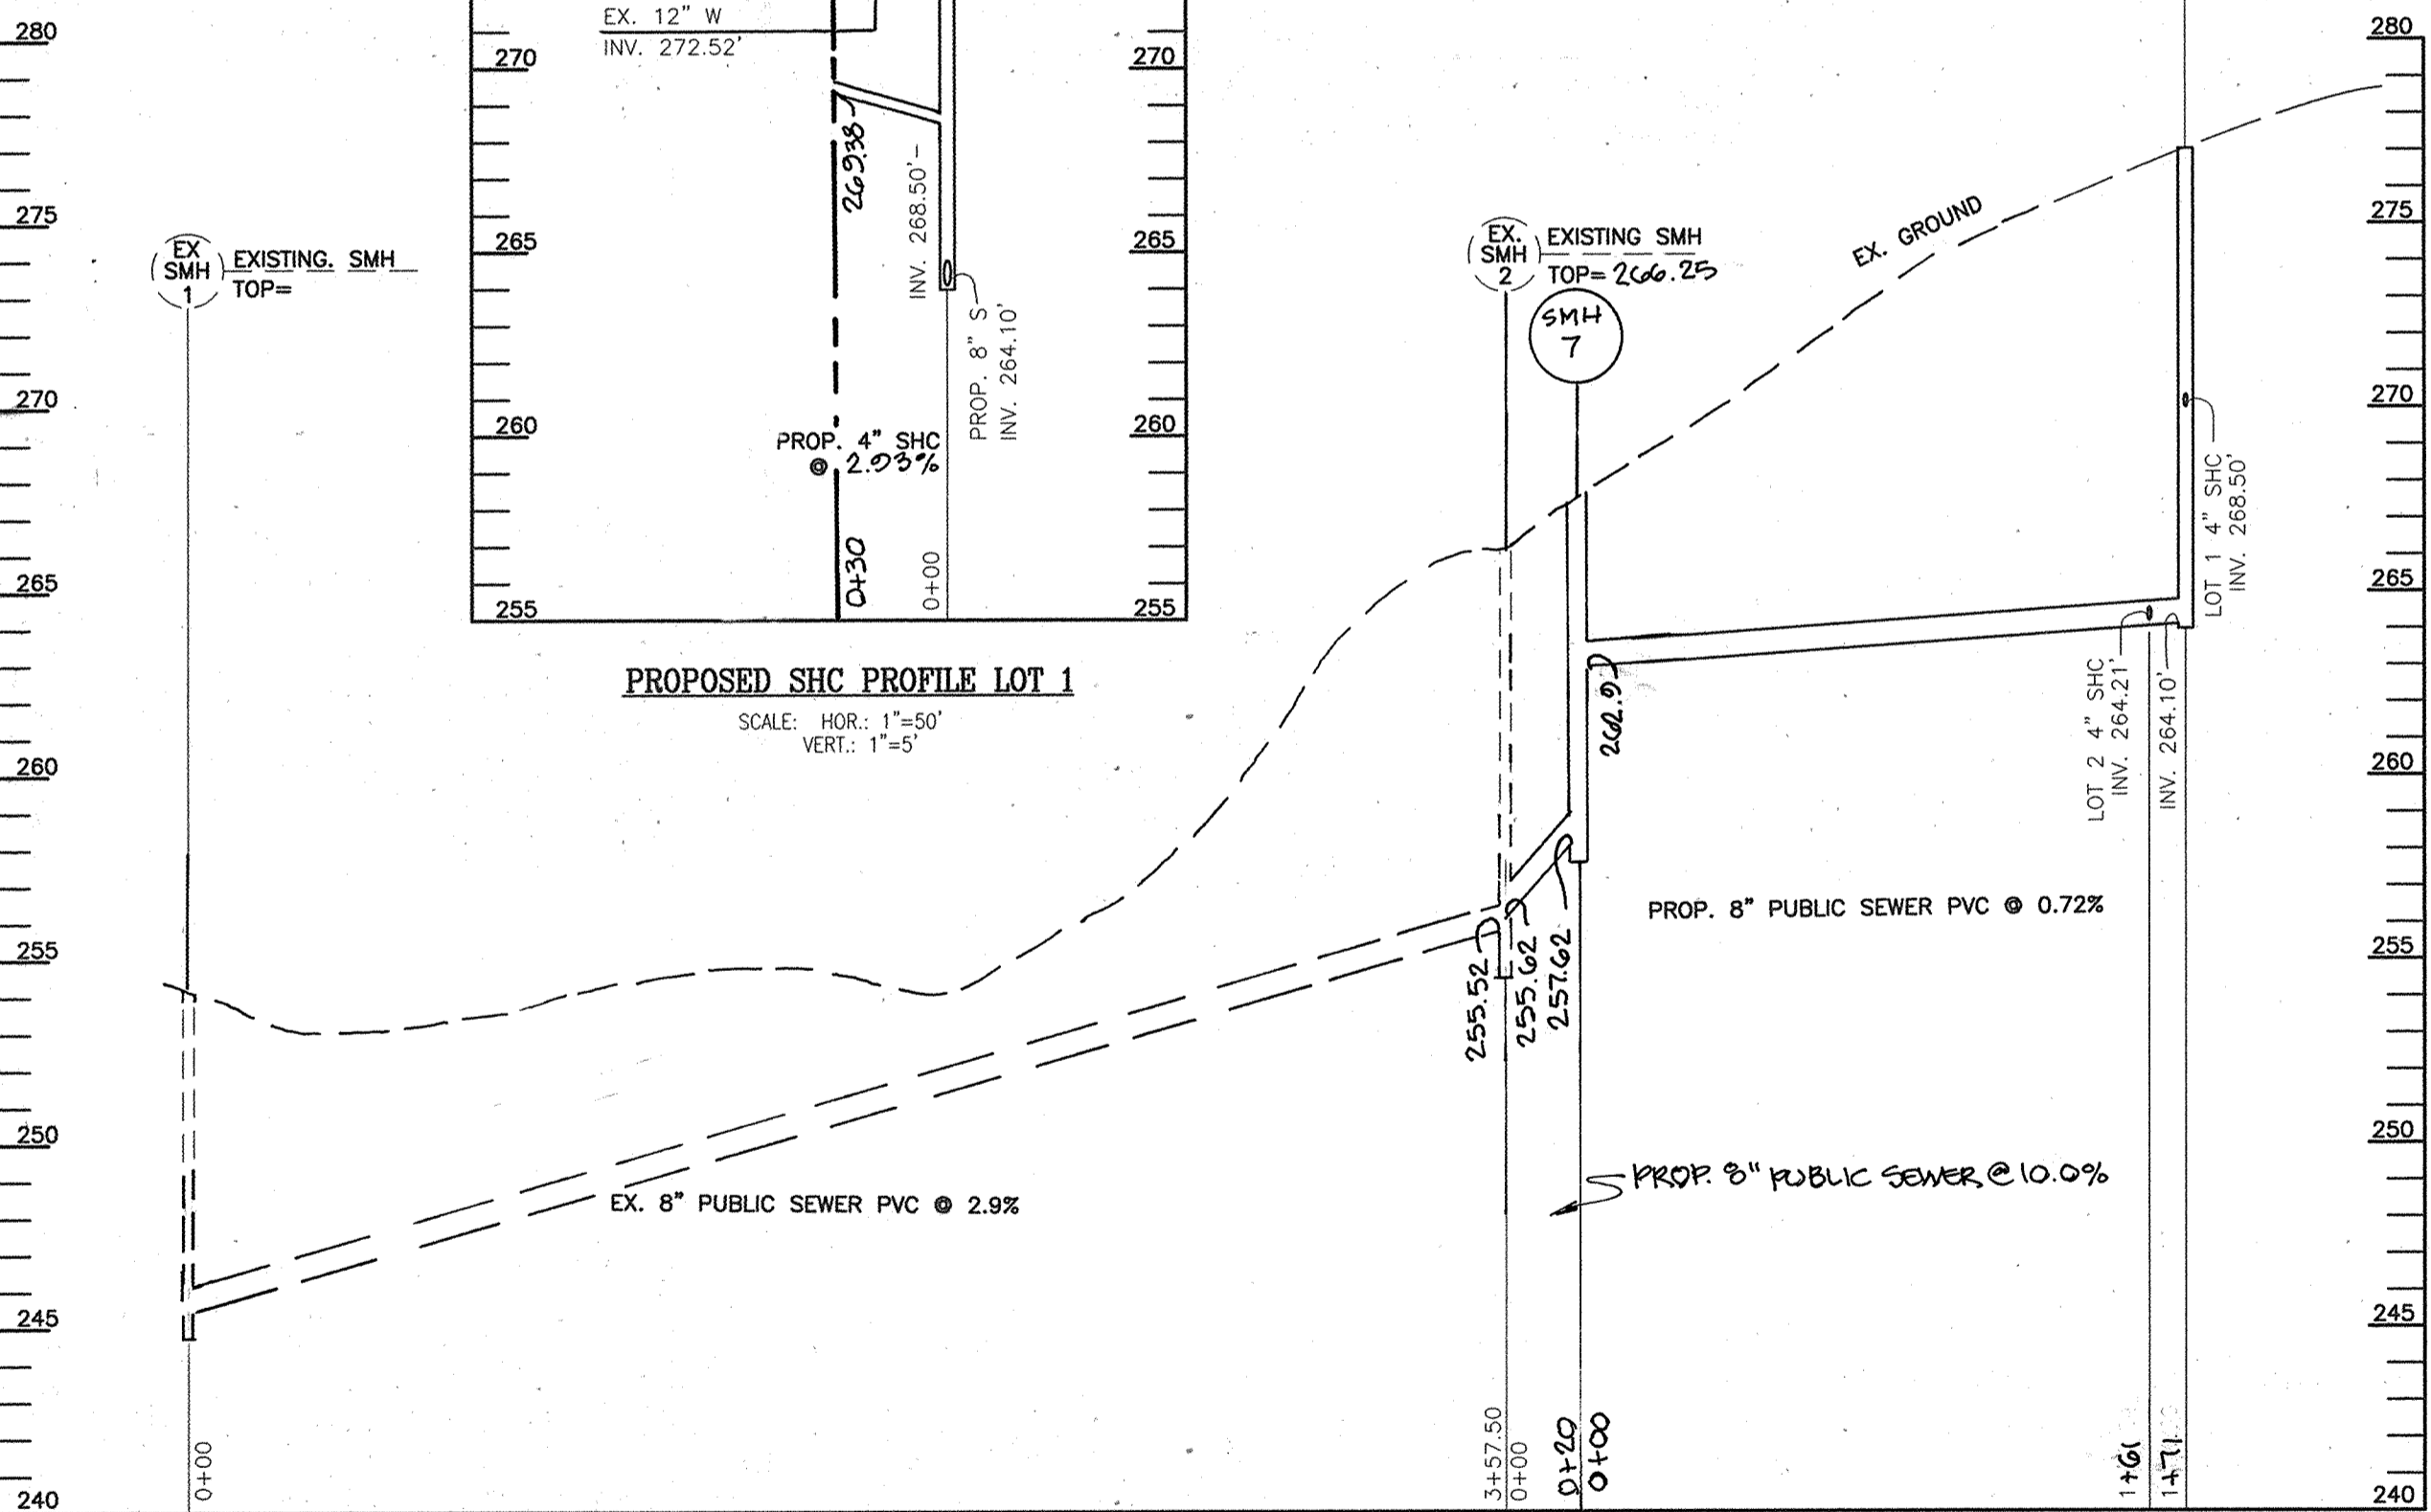 280
275
270
265
260
255
250
245
240
EX
SMH
1
EXISTING. SMH
TOP=
0+00
EX. 12" W
INV. 272.52'
270
265
260
255
270
265
260
255
269.38
INV. 268.50'
PROP. 8" S
INV. 264.10'
PROP. 4" SHC
@ 2.93%
0+30
0+00
PROPOSED SHC PROFILE LOT 1
SCALE: HOR.: 1"=50'
VERT.: 1"=5'
EX. 8" PUBLIC SEWER PVC @ 2.9%
EX.
SMH
2
EXISTING SMH
TOP= 266.25
SMH
7
EX. GROUND
262.9
255.52
255.62
257.62
PROP. 8" PUBLIC SEWER PVC @ 0.72%
PROP. 8" PUBLIC SEWER @ 10.0%
LOT 1 4" SHC
INV. 268.50'
LOT 2 4" SHC
INV. 264.21'
INV. 264.10'
3+57.50
0+00
0+20
0+00
1+61
1+71
280
275
270
265
260
255
250
245
240